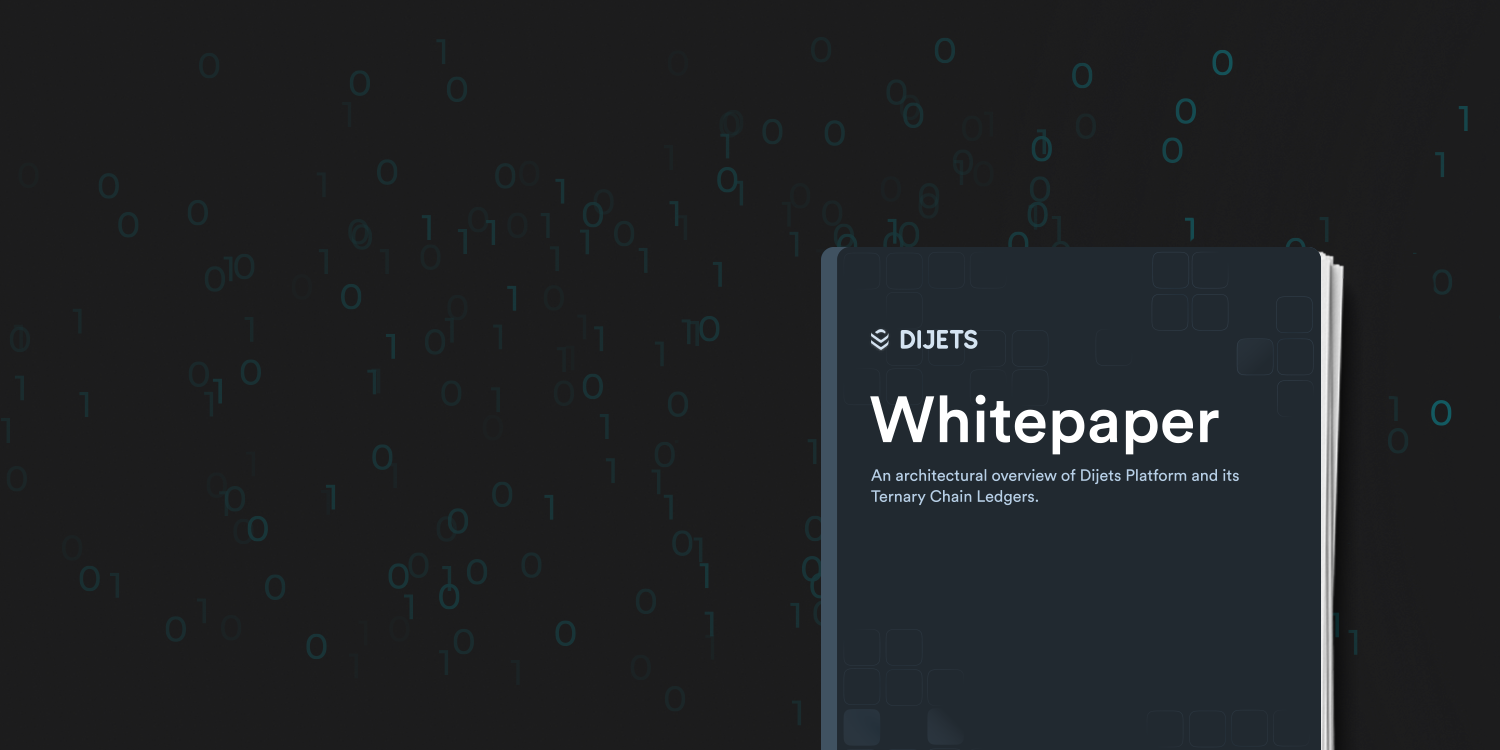 DIJETS
Whitepaper
An architectural overview of Dijets Platform and its
Ternary Chain Ledgers.